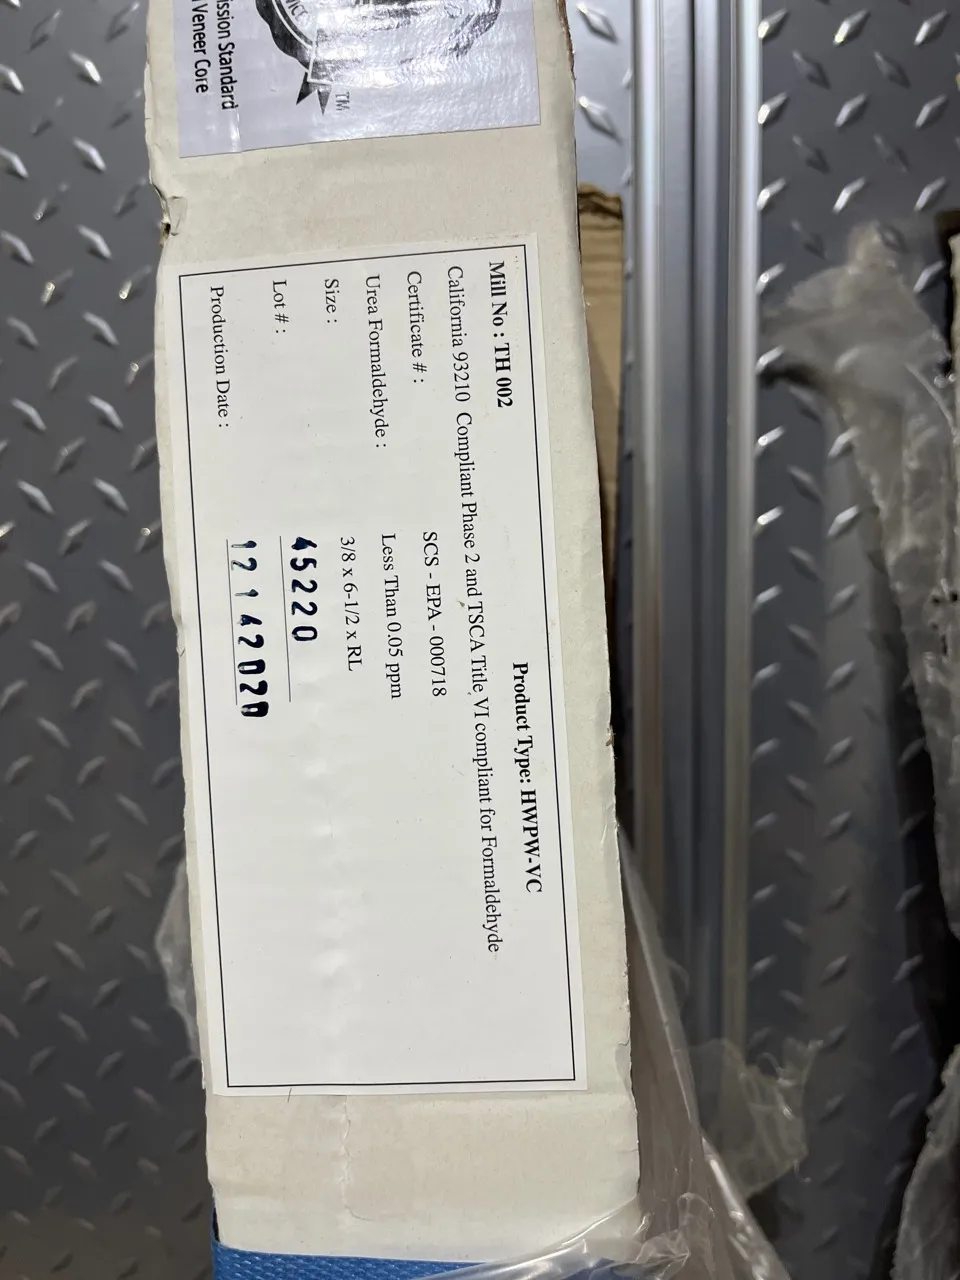 ission Standard
Veneer Core
TM
Product Type: HWPW-VC
Mill No : TH 002
California 93210 Compliant Phase 2 and TSCA Title VI compliant for Formaldehyde
Certificate # : SCS - EPA - 000718
Urea Formaldehyde : Less Than 0.05 ppm
Size : 3/8 x 6-1/2 x RL
Lot # : 45220
Production Date : 12142020